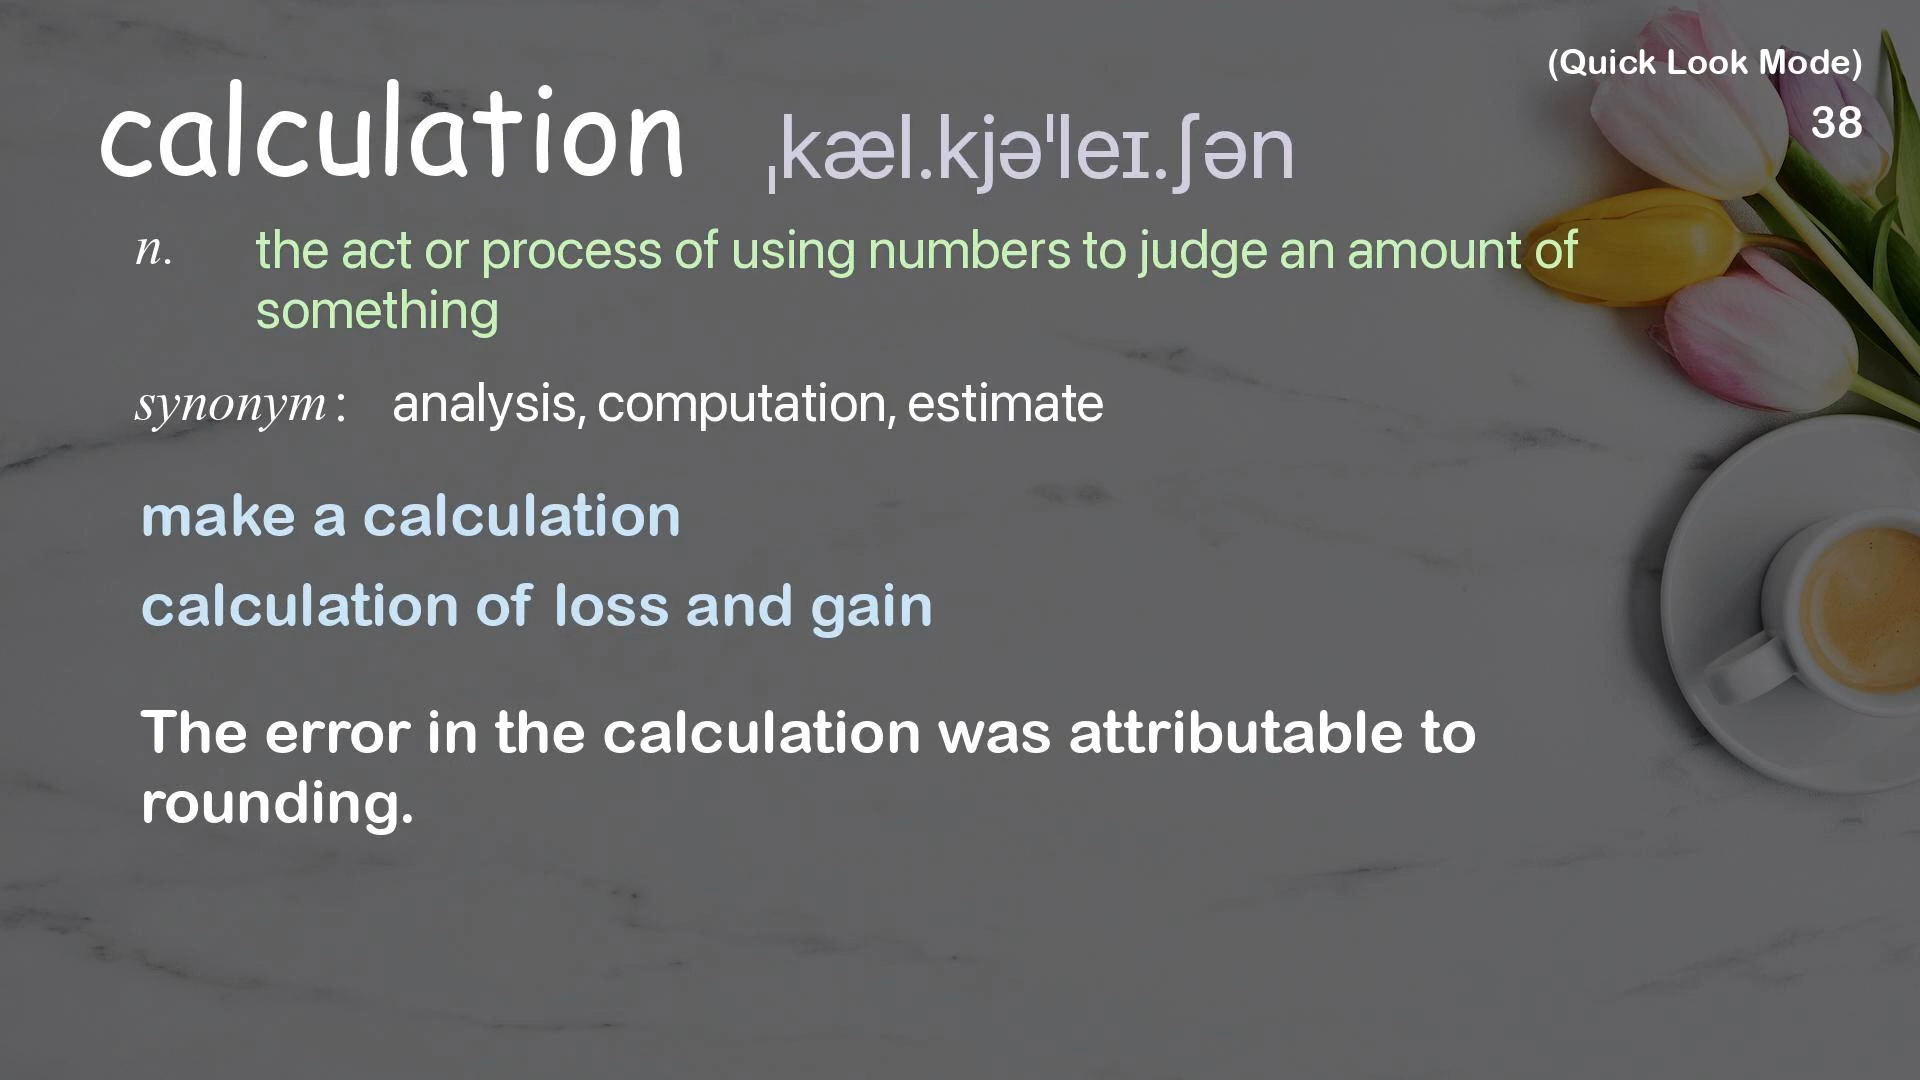 (Quick Look Mode)
38
calculation ˌkæl.kjəˈleɪ.ʃən
n. the act or process of using numbers to judge an amount of
something
synonym: analysis, computation, estimate
make a calculation
calculation of loss and gain
The error in the calculation was attributable to
rounding.